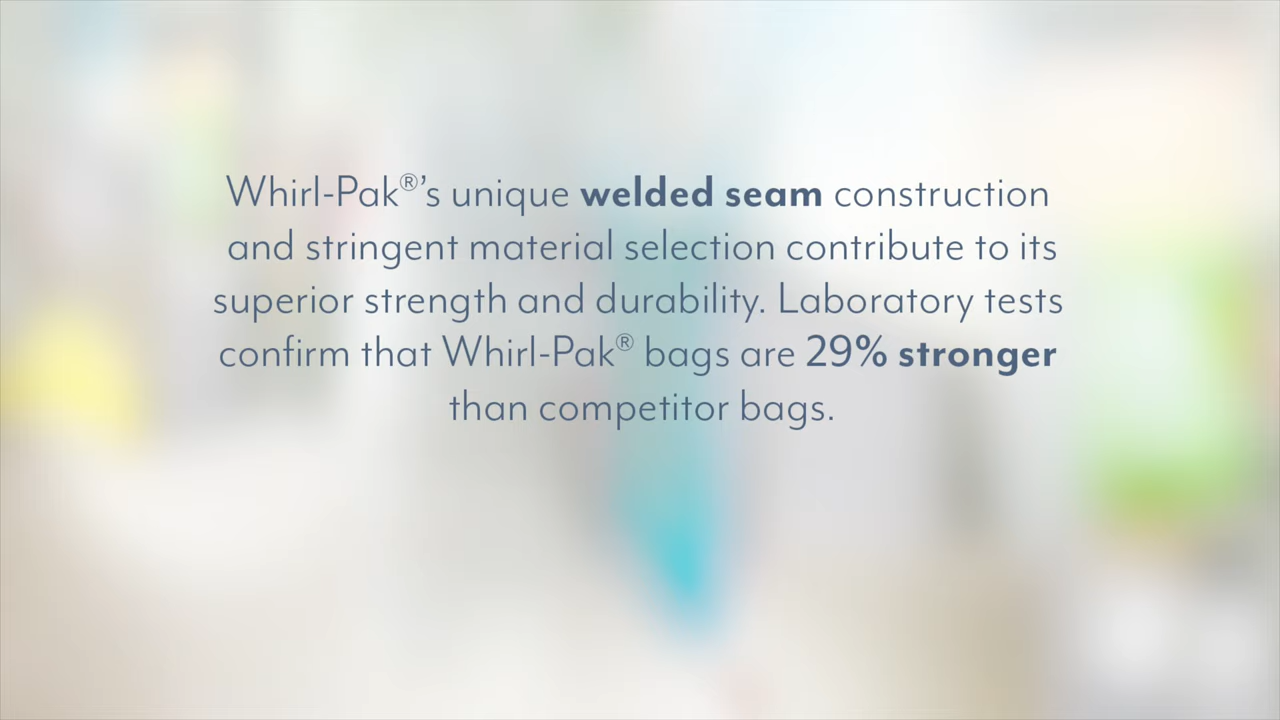 Whirl-Pak®’s unique welded seam construction
and stringent material selection contribute to its
superior strength and durability. Laboratory tests
confirm that Whirl-Pak® bags are 29% stronger
than competitor bags.